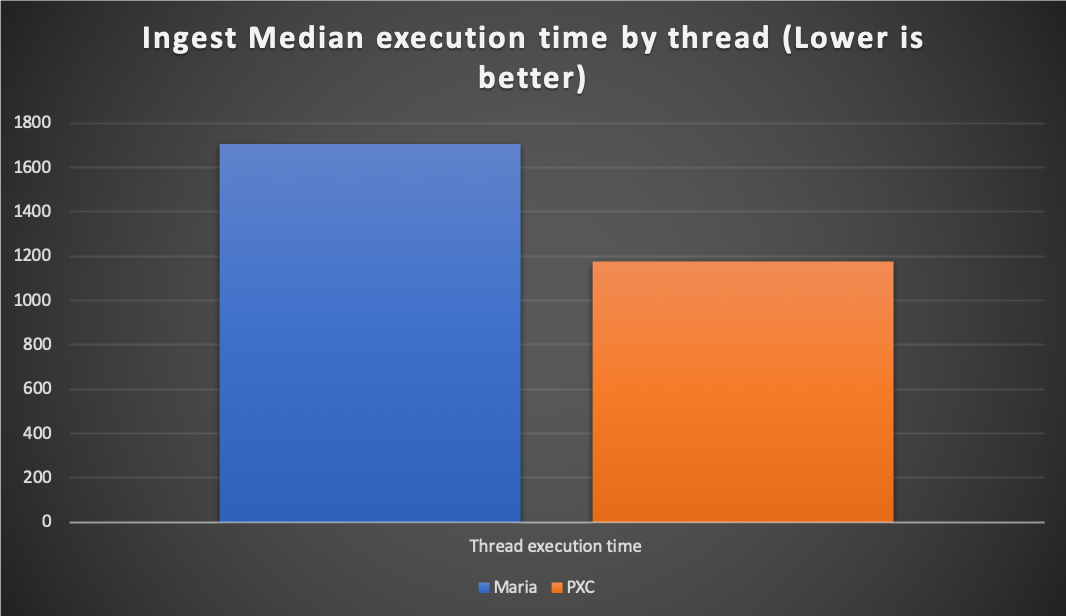 Ingest Median execution time by thread (Lower is
better)
1800
1600
1400
1200
1000
800
600
400
200
0
Thread execution time
Maria PXC